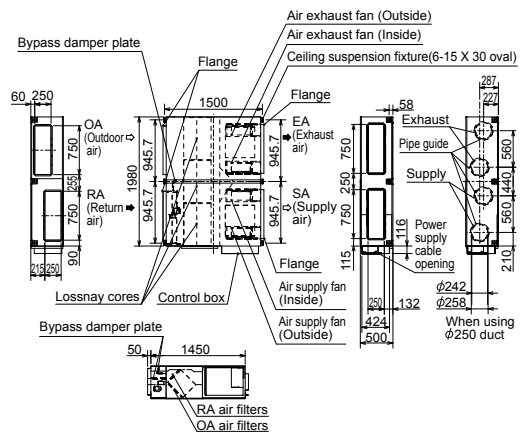 Air exhaust fan (Outside)
Air exhaust fan (Inside)
Bypass damper plate
Ceiling suspension fixture(6-15 X 30 oval)
Flange
Flange
287
227
60
250
1500
58
OA
(Outdoor
air)
EA
(Exhaust
air)
Exhaust
Pipe guide
Supply
750
255
750
90
RA
(Return
air)
1980
945.7
945.7
945.7
945.7
SA
(Supply
air)
750
250
750
115
116
560
440
560
210
Power
supply
cable
opening
215
250
Flange
Lossnay cores
Control box
Air supply fan
(Inside)
Air supply fan
(Outside)
250
132
424
500
ϕ242
ϕ258
When using
ϕ250 duct
Bypass damper plate
50
1450
RA air filters
OA air filters